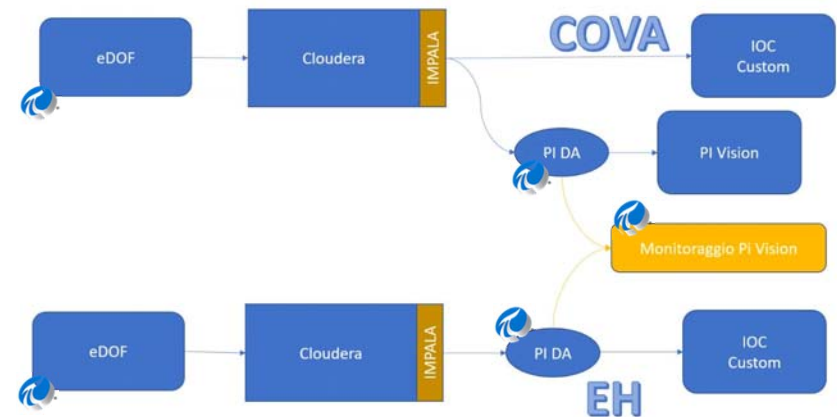 COVA
eDOF
Cloudera
IMPALA
IOC
Custom
PI DA
PI Vision
Monitoraggio Pi Vision
eDOF
Cloudera
IMPALA
PI DA
IOC
Custom
EH